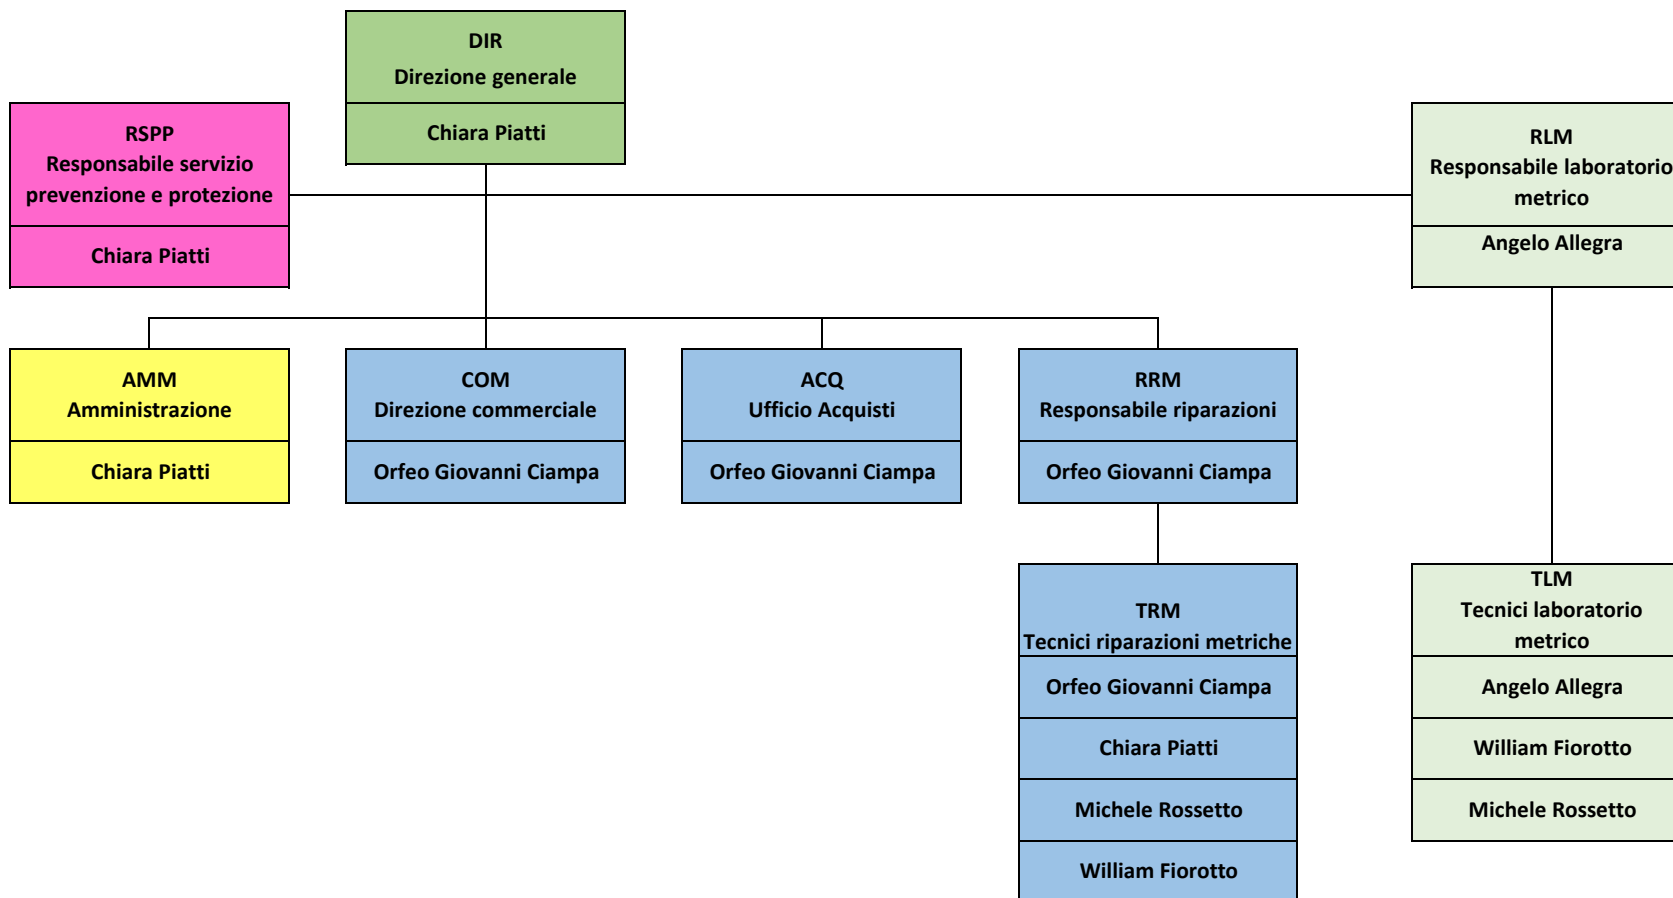 DIR
Direzione generale
Chiara Piatti
RSPP
Responsabile servizio
prevenzione e protezione
Chiara Piatti
RLM
Responsabile laboratorio
metrico
Angelo Allegra
AMM
Amministrazione
Chiara Piatti
COM
Direzione commerciale
Orfeo Giovanni Ciampa
ACQ
Ufficio Acquisti
Orfeo Giovanni Ciampa
RRM
Responsabile riparazioni
Orfeo Giovanni Ciampa
TRM
Tecnici riparazioni metriche
Orfeo Giovanni Ciampa
Chiara Piatti
Michele Rossetto
William Fiorotto
TLM
Tecnici laboratorio
metrico
Angelo Allegra
William Fiorotto
Michele Rossetto